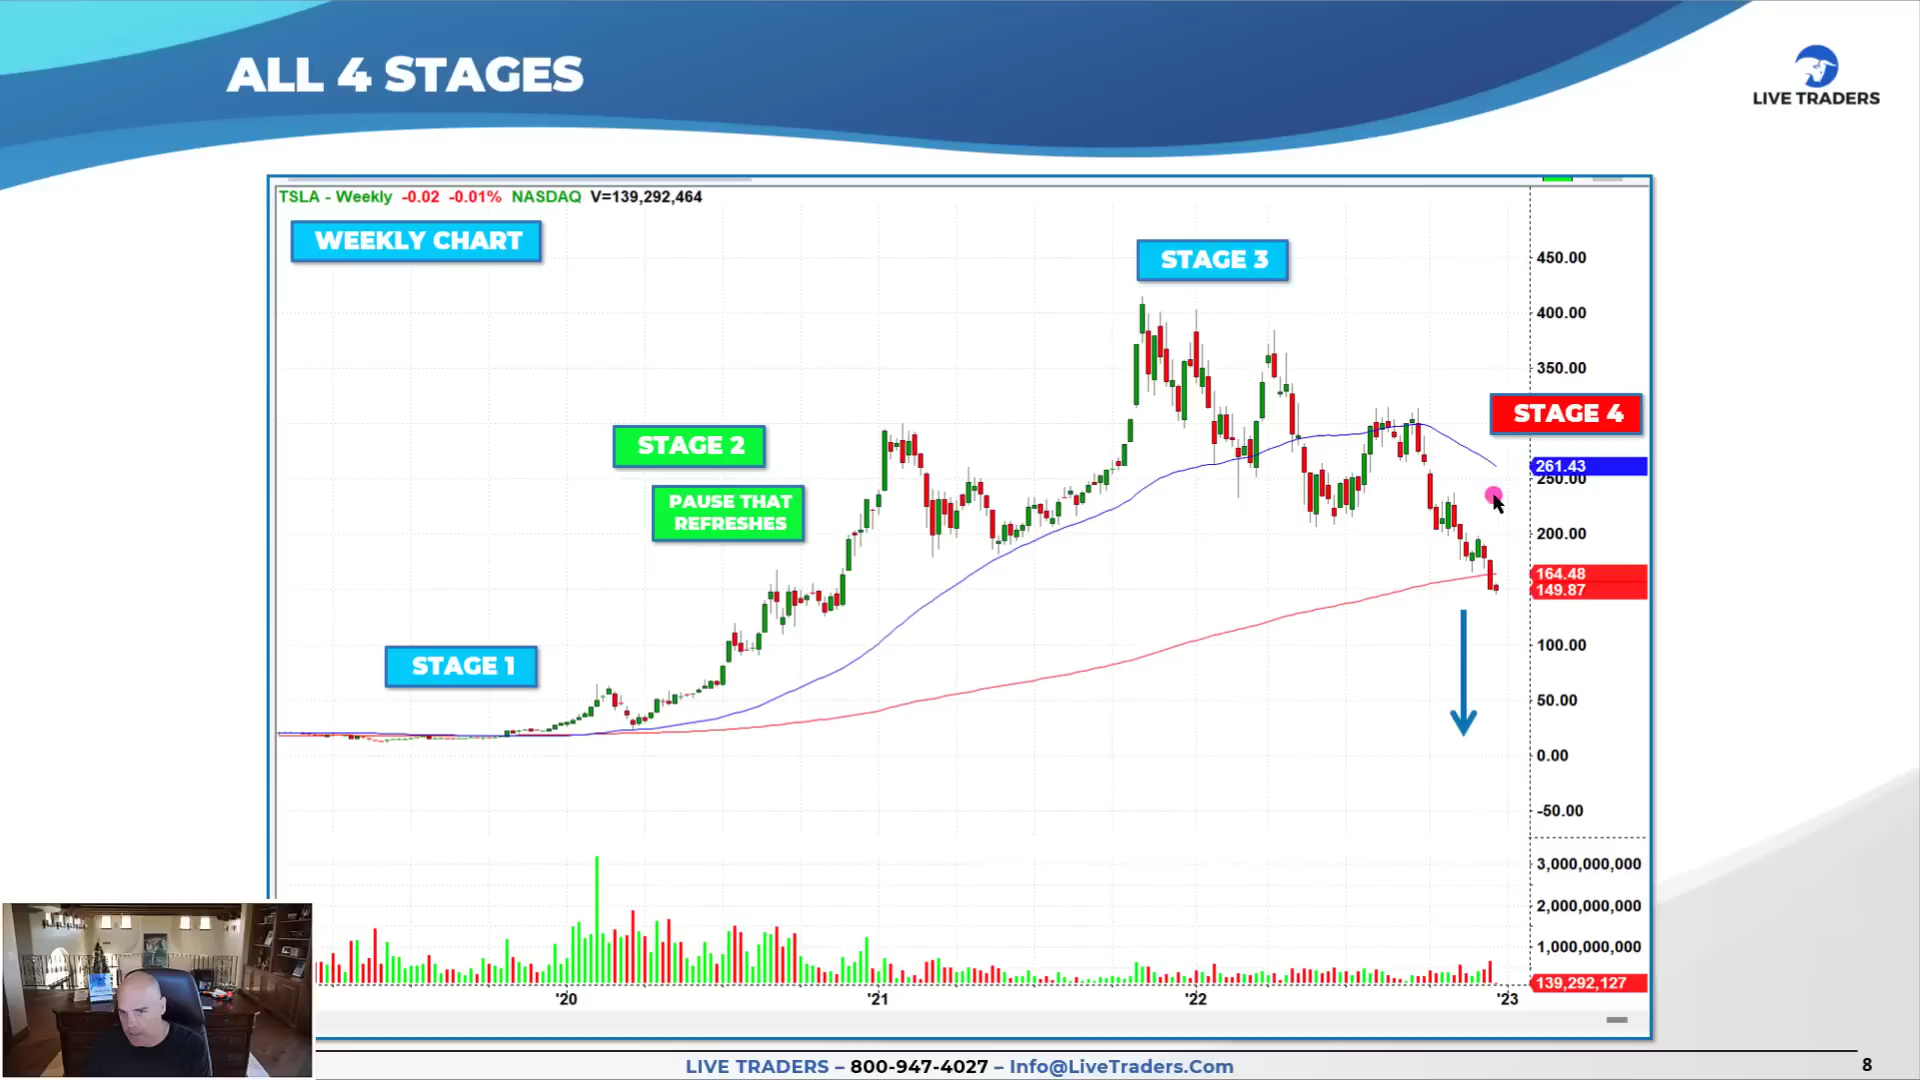 ALL 4 STAGES
LIVE TRADERS
TSLA - Weekly -0.02 -0.01% NASDAQ V=139,292,464
WEEKLY CHART
STAGE 3
450.00
400.00
350.00
STAGE 4
STAGE 2
261.43
250.00
PAUSE THAT
REFRESHES
200.00
164.48
149.87
STAGE 1
100.00
50.00
0.00
-50.00
3,000,000,000
2,000,000,000
1,000,000,000
139,292,127
'20 '21 '22 '23
LIVE TRADERS – 800-947-4027 – Info@LiveTraders.Com
8